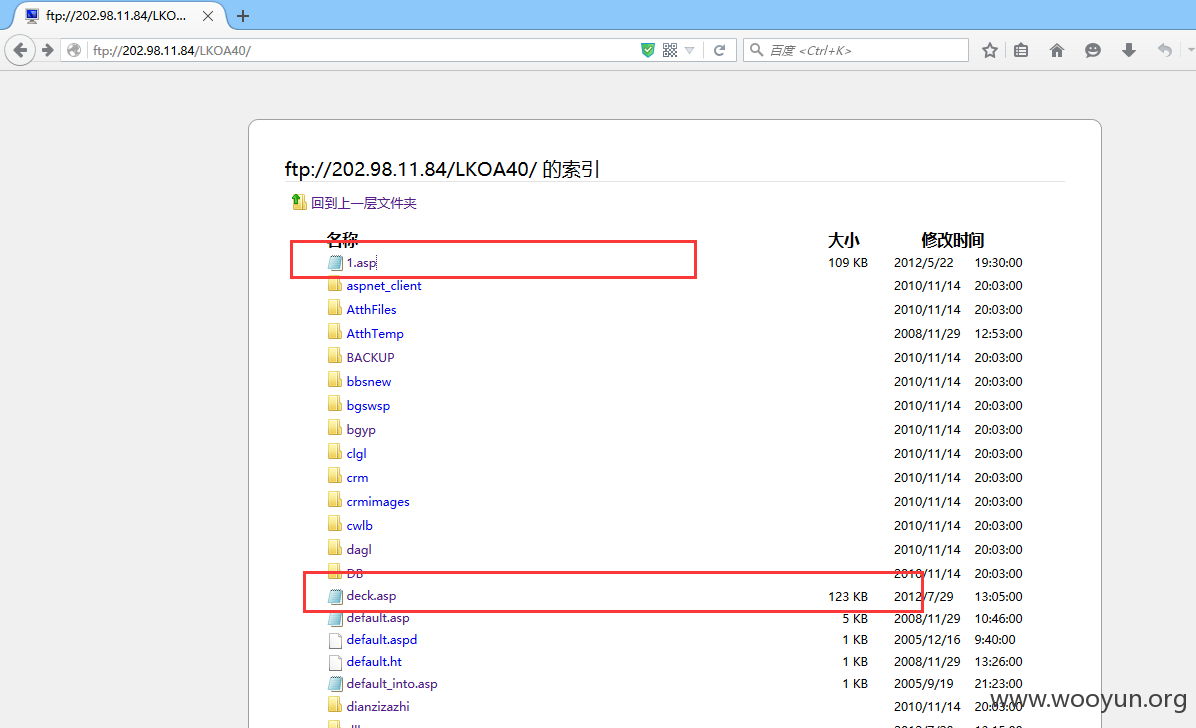 ftp://202.98.11.84/LKO...
ftp://202.98.11.84/LKOA40/
百度 <Ctrl+K>
ftp://202.98.11.84/LKOA40/ 的索引
回到上一层文件夹
名称 大小 修改时间
1.asp 109 KB 2012/5/22 19:30:00
aspnet_client 2010/11/14 20:03:00
AtthFiles 2010/11/14 20:03:00
AtthTemp 2008/11/29 12:53:00
BACKUP 2010/11/14 20:03:00
bbsnew 2010/11/14 20:03:00
bgswsp 2010/11/14 20:03:00
bgyp 2010/11/14 20:03:00
clgl 2010/11/14 20:03:00
crm 2010/11/14 20:03:00
crmimages 2010/11/14 20:03:00
cwlb 2010/11/14 20:03:00
dagl 2010/11/14 20:03:00
DB 2010/11/14 20:03:00
deck.asp 123 KB 2012/7/29 13:05:00
default.asp 5 KB 2008/11/29 10:46:00
default.aspd 1 KB 2005/12/16 9:40:00
default.ht 1 KB 2008/11/29 13:26:00
default_into.asp 1 KB 2005/9/19 21:23:00
dianzizazhi 2010/11/14 20:03:00
www.wooyun.org